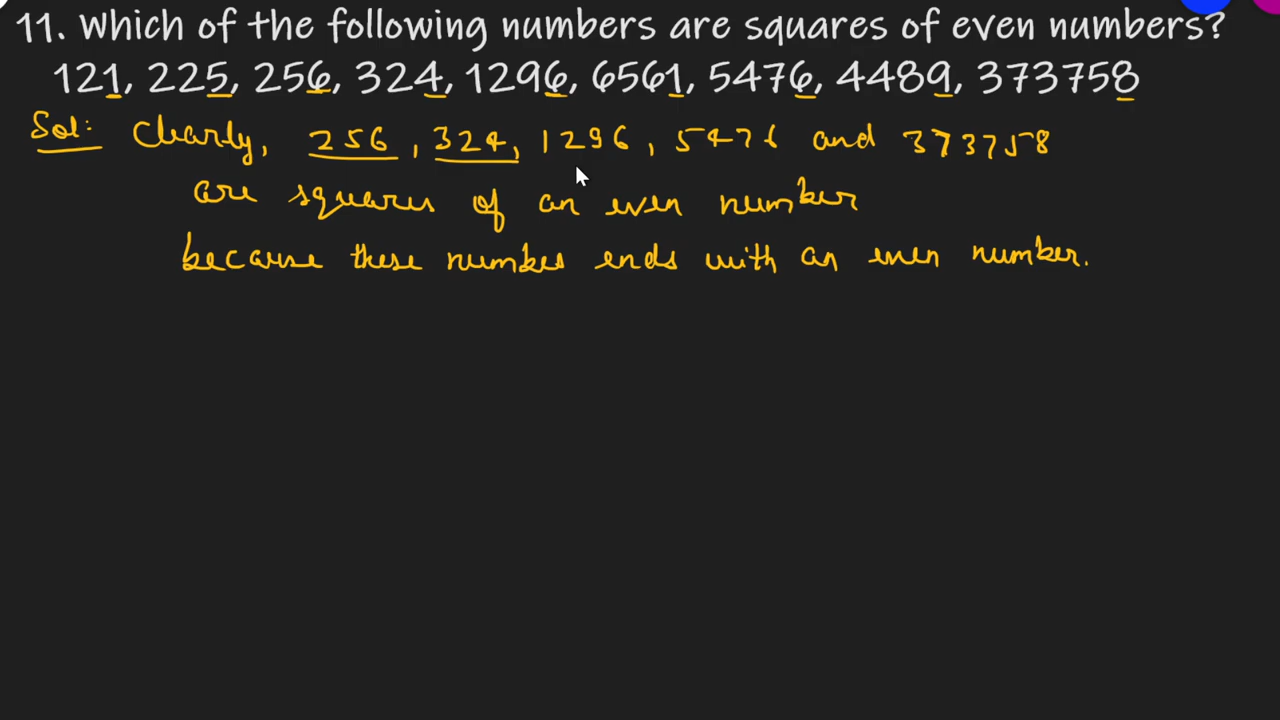 11. Which of the following numbers are squares of even numbers?
121, 225, 256, 324, 1296, 6561, 5476, 4489, 373758
Sol: Clearly, 256, 324, 1296, 5476 and 373758
are squares of an even number
because these number ends with an even number.